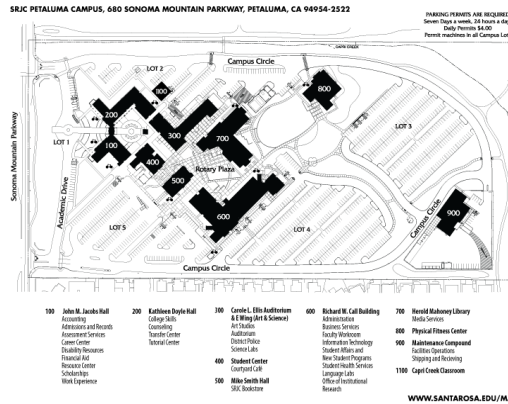 SRJC PETALUMA CAMPUS, 680 SONOMA MOUNTAIN PARKWAY, PETALUMA, CA 94954-2522
PARKING PERMITS ARE REQUIRED
Seven Days a week, 24 hours a day
Daily Permits $4.00
Permit machines in all Campus Lot
CAPRI CREEK
Campus Circle
LOT 2
1100
800
200
300
700
LOT 3
LOT 1
100
400
Rotary Plaza
500
Sonoma Mountain Parkway
Academic Drive
600
900
Campus Circle
LOT 5
LOT 4
Campus Circle
100 John M. Jacobs Hall
Accounting
Admissions and Records
Assessment Services
Career Center
Disability Resources
Financial Aid
Resource Center
Scholarships
Work Experience
200 Kathleen Doyle Hall
College Skills
Counseling
Transfer Center
Tutorial Center
300 Carole L. Ellis Auditorium
& E Wing (Art & Science)
Art Studios
Auditorium
District Police
Science Labs
400 Student Center
Courtyard Café
500 Mike Smith Hall
SRJC Bookstore
600 Richard W. Call Building
Administration
Business Services
Faculty Workroom
Information Technology
Student Affairs and
New Student Programs
Student Health Services
Language Labs
Office of Institutional
Research
700 Herold Mahoney Library
Media Services
800 Physical Fitness Center
900 Maintenance Compound
Facilities Operations
Shipping and Recieving
1100 Capri Creek Classroom
WWW.SANTAROSA.EDU/M